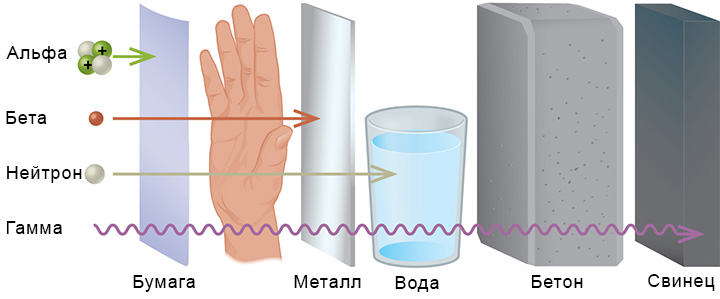 Альфа
+
+
Бета
Нейтрон
Гамма
Бумага
Металл
Вода
Бетон
Свинец